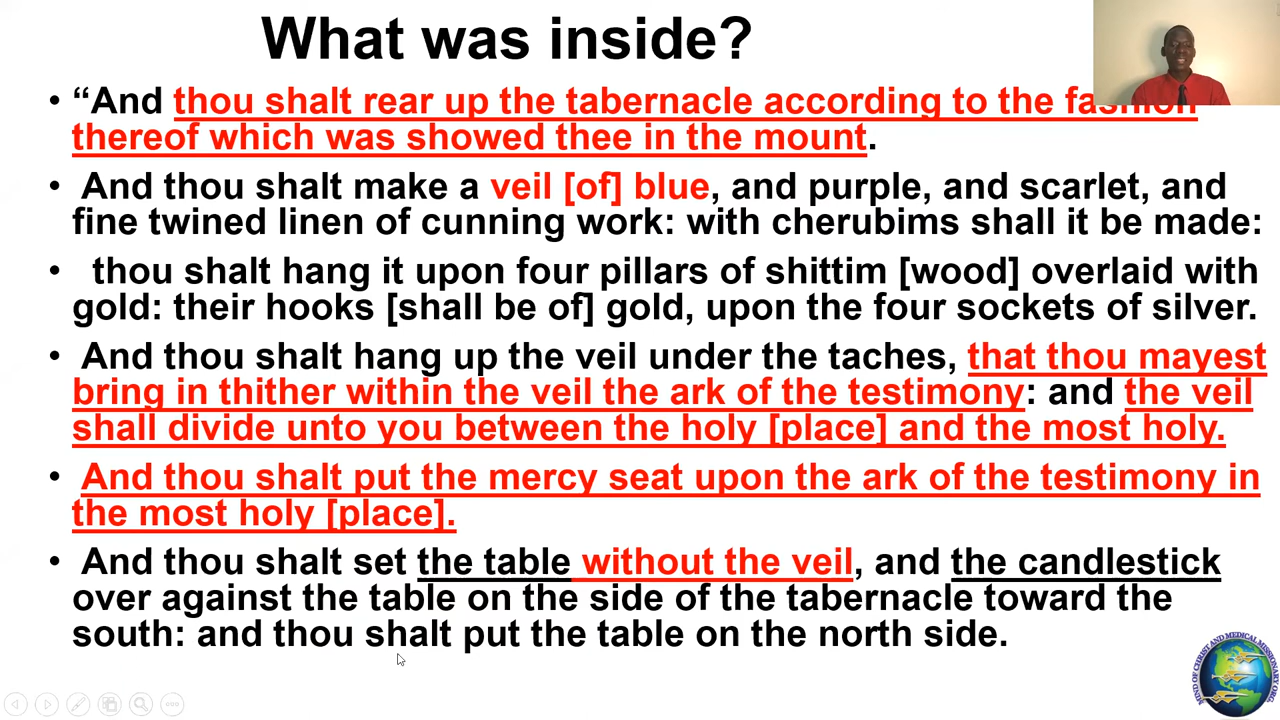 What was inside?
• “And thou shalt rear up the tabernacle according to the fashion
thereof which was showed thee in the mount.
• And thou shalt make a veil [of] blue, and purple, and scarlet, and
fine twined linen of cunning work: with cherubims shall it be made:
• thou shalt hang it upon four pillars of shittim [wood] overlaid with
gold: their hooks [shall be of] gold, upon the four sockets of silver.
• And thou shalt hang up the veil under the taches, that thou mayest
bring in thither within the veil the ark of the testimony: and the veil
shall divide unto you between the holy [place] and the most holy.
• And thou shalt put the mercy seat upon the ark of the testimony in
the most holy [place].
• And thou shalt set the table without the veil, and the candlestick
over against the table on the side of the tabernacle toward the
south: and thou shalt put the table on the north side.
MIND OF CHRIST AND MEDICAL MISSIONARY ORG.